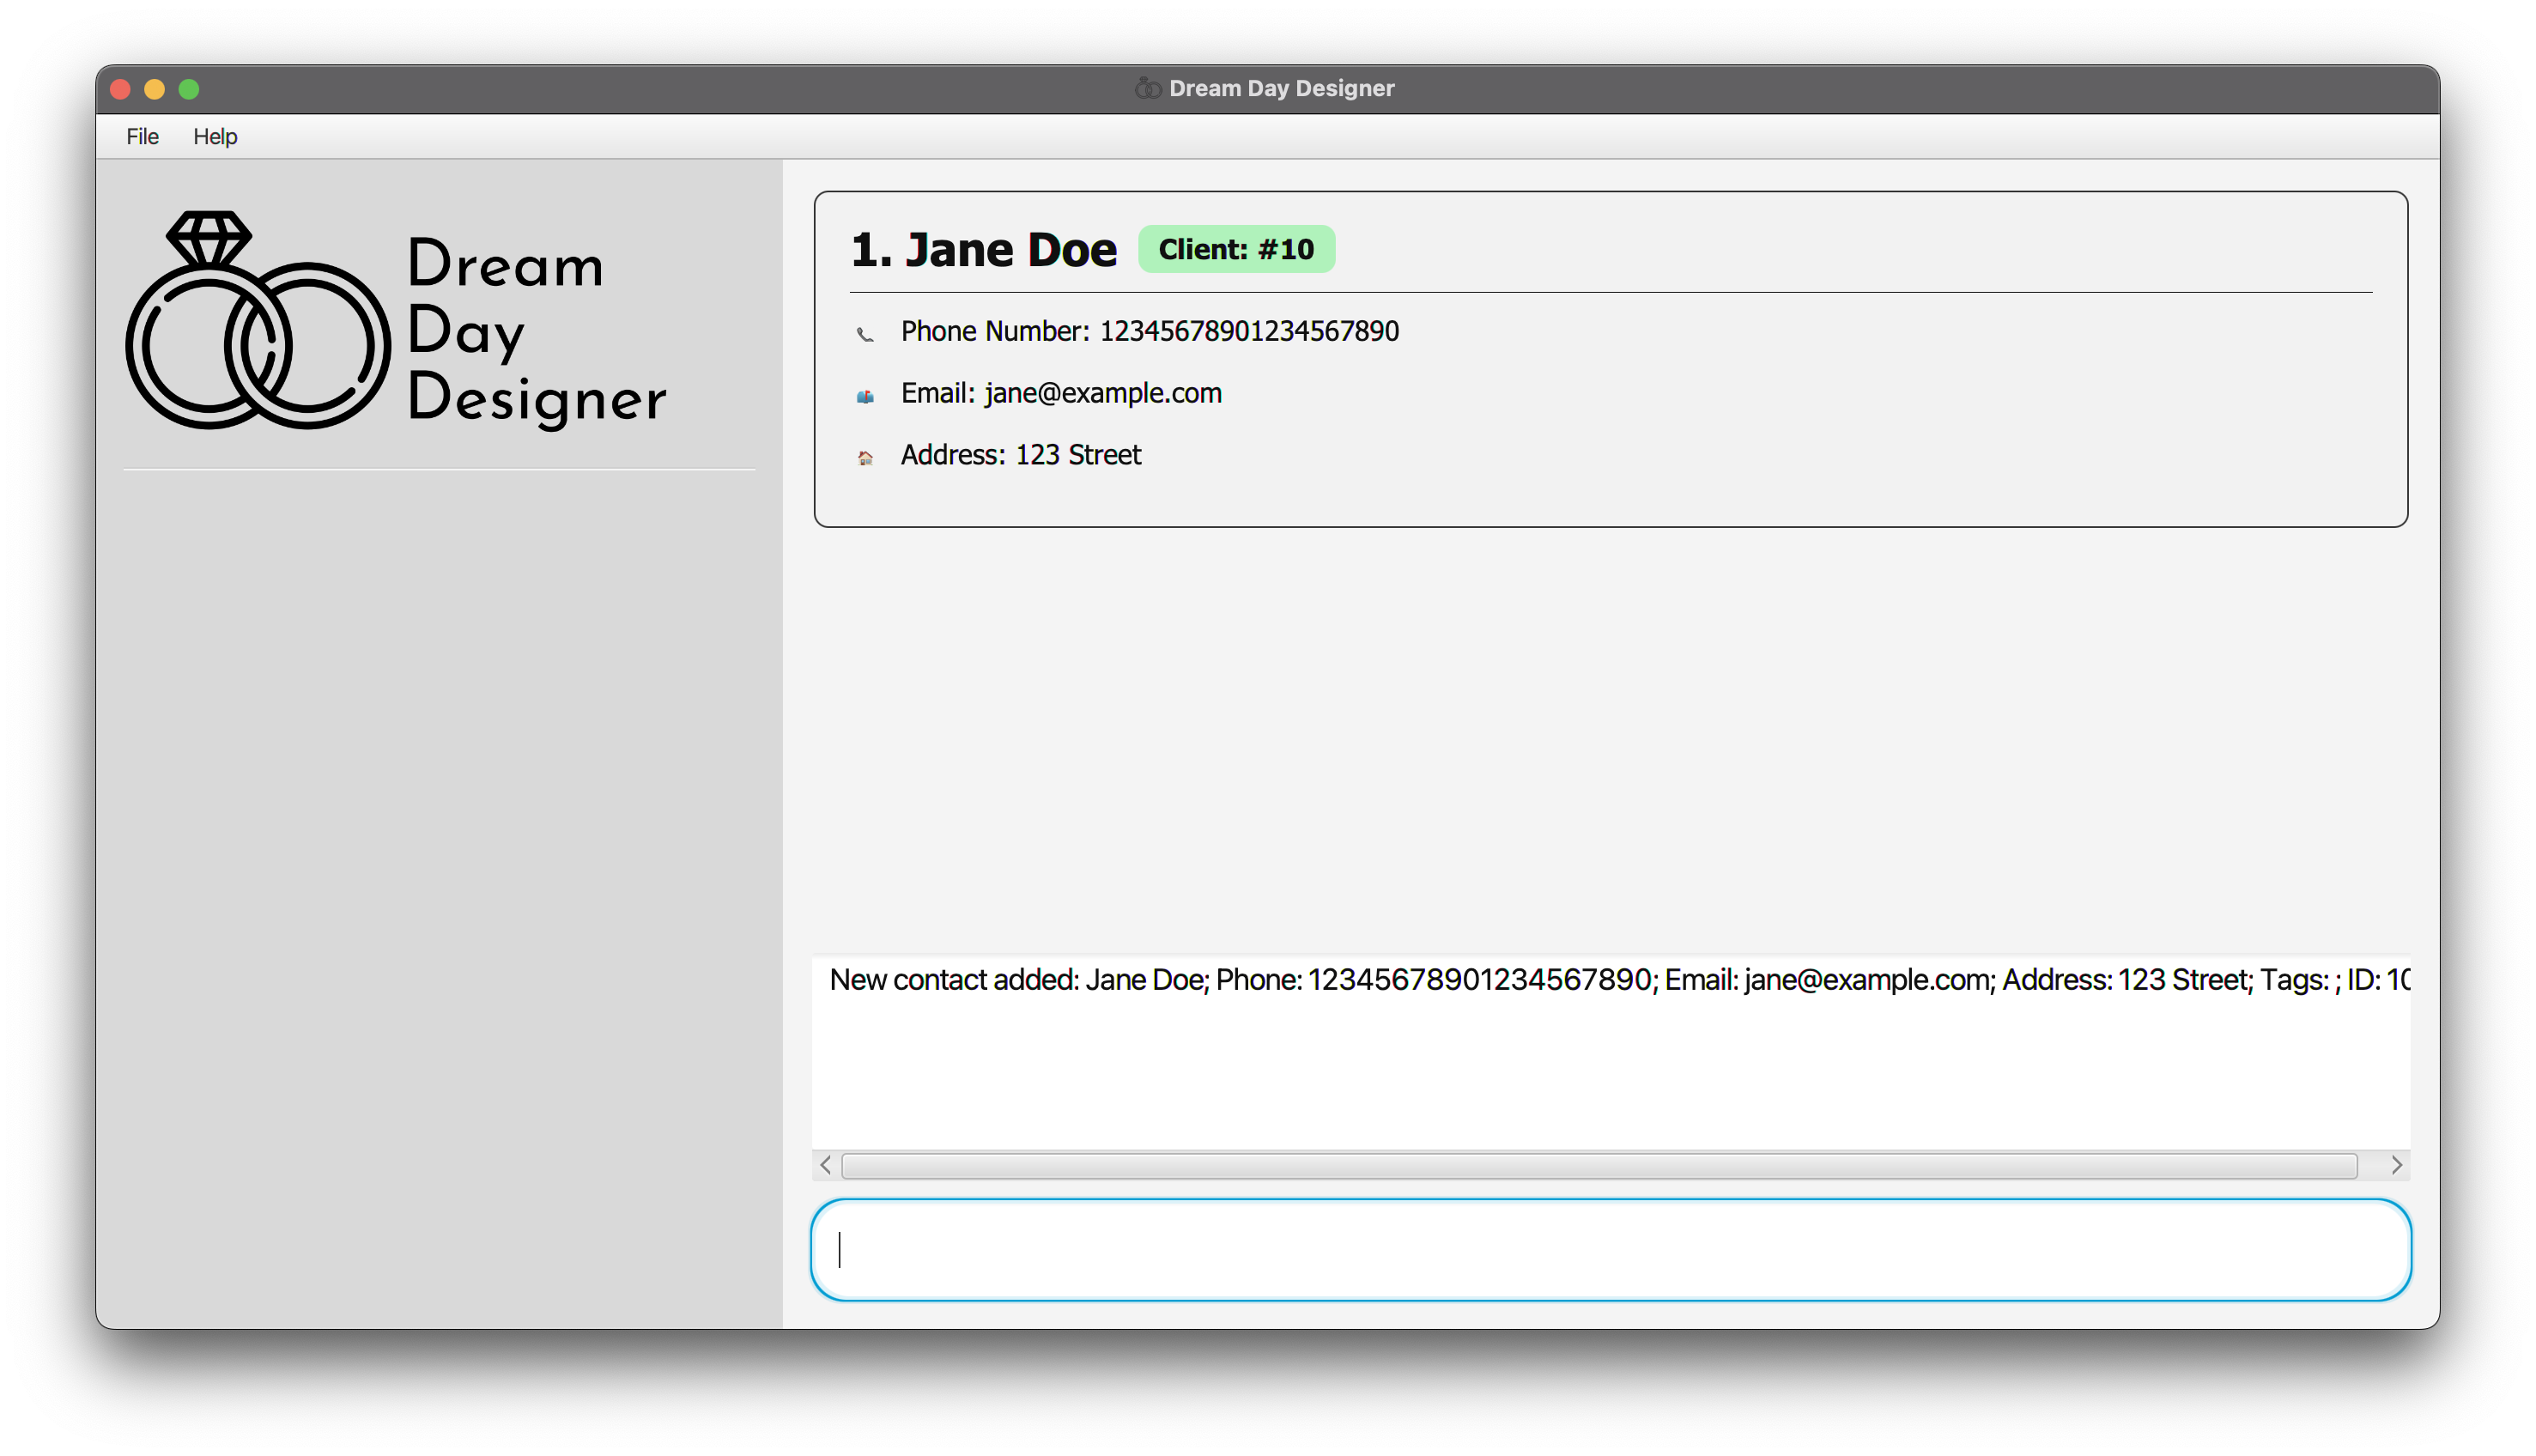 Dream Day Designer
File Help
Dream
Day
Designer
1. Jane Doe Client: #10
Phone Number: 12345678901234567890
Email: jane@example.com
Address: 123 Street
New contact added: Jane Doe; Phone: 12345678901234567890; Email: jane@example.com; Address: 123 Street; Tags: ; ID: 10